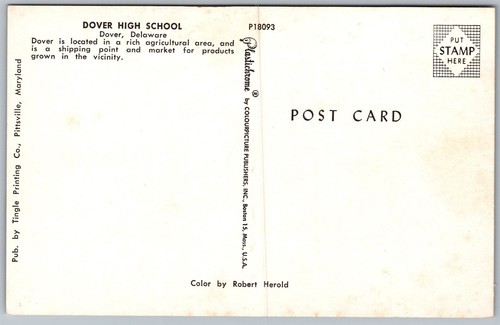 DOVER HIGH SCHOOL
Dover, Delaware
Dover is located in a rich agricultural area, and
is a shipping point and market for products
grown in the vicinity.
P18093
PUT
STAMP
HERE
POST CARD
Pub. by Tingle Printing Co., Pittsville, Maryland
Plastichrome ® by COLOURPICTURE PUBLISHERS, INC., Boston 15, Mass., U.S.A.
Color by Robert Herold